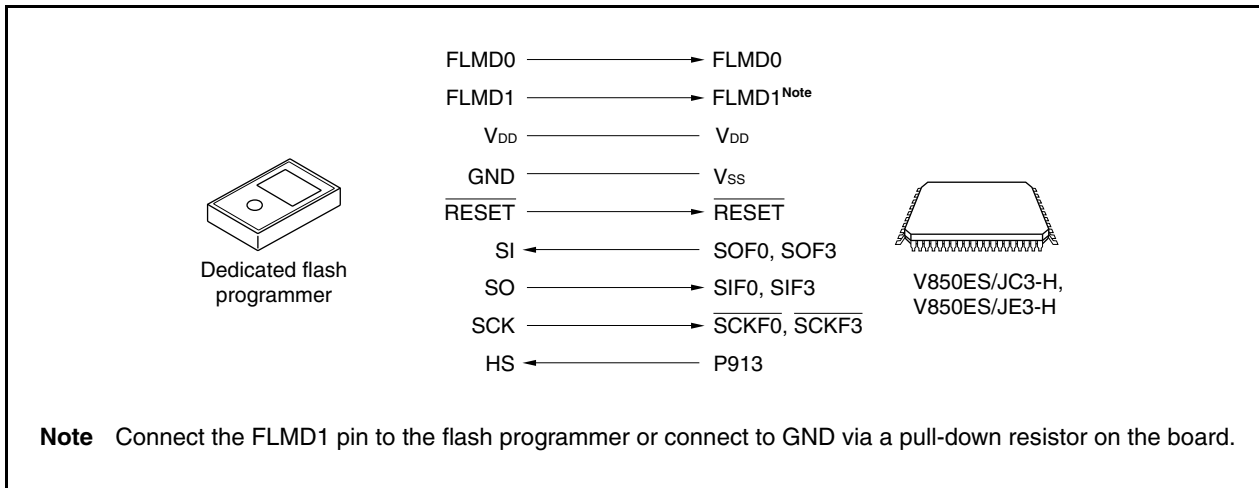 FLMD0 FLMD0
FLMD1 FLMD1Note
VDD VDD
GND VSS
RESET RESET
SI SOF0, SOF3
SO SIF0, SIF3
SCK SCKF0, SCKF3
HS P913
Dedicated flash
programmer
V850ES/JC3-H,
V850ES/JE3-H
Note Connect the FLMD1 pin to the flash programmer or connect to GND via a pull-down resistor on the board.